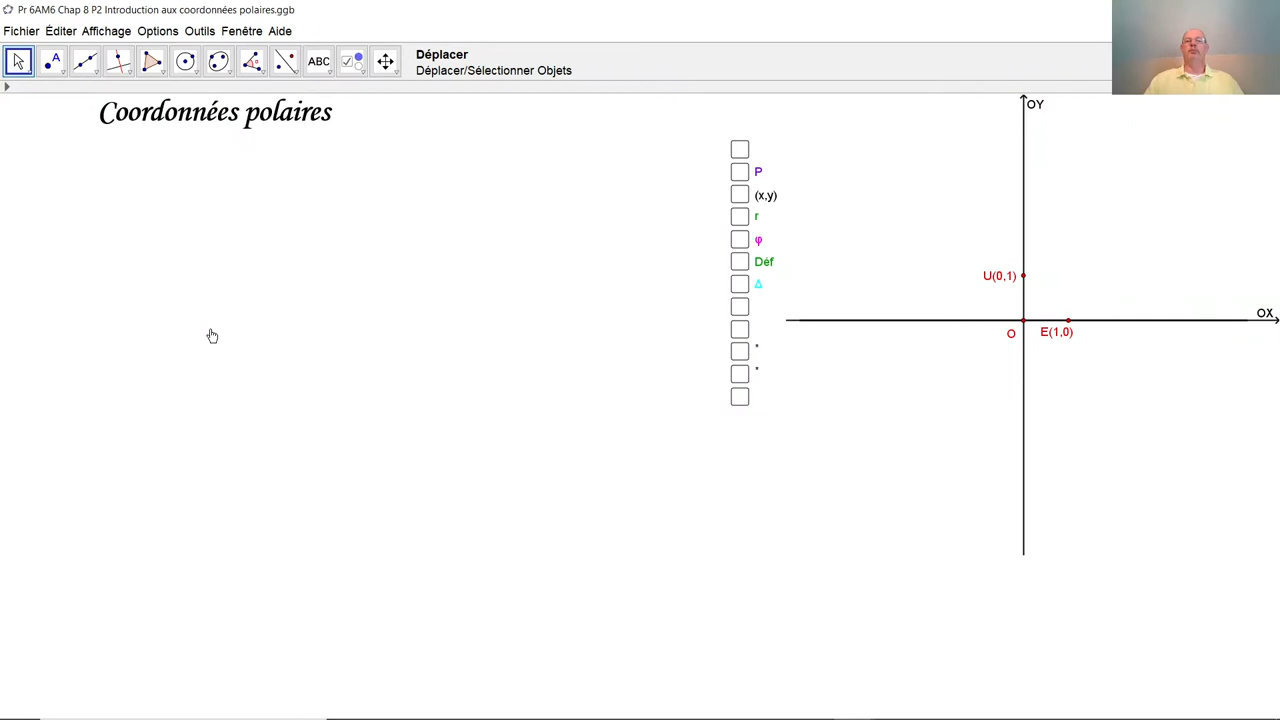 Pr 6AM6 Chap 8 P2 Introduction aux coordonnées polaires.ggb
Fichier Éditer Affichage Options Outils Fenêtre Aide
A
ABC
Déplacer
Déplacer/Sélectionner Objets
Coordonnées polaires
P
(x,y)
r
φ
Déf
Δ
*
*
OY
U(0,1)
OX
O
E(1,0)